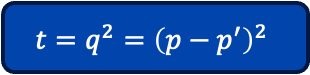 t = q² = (p − p′)²